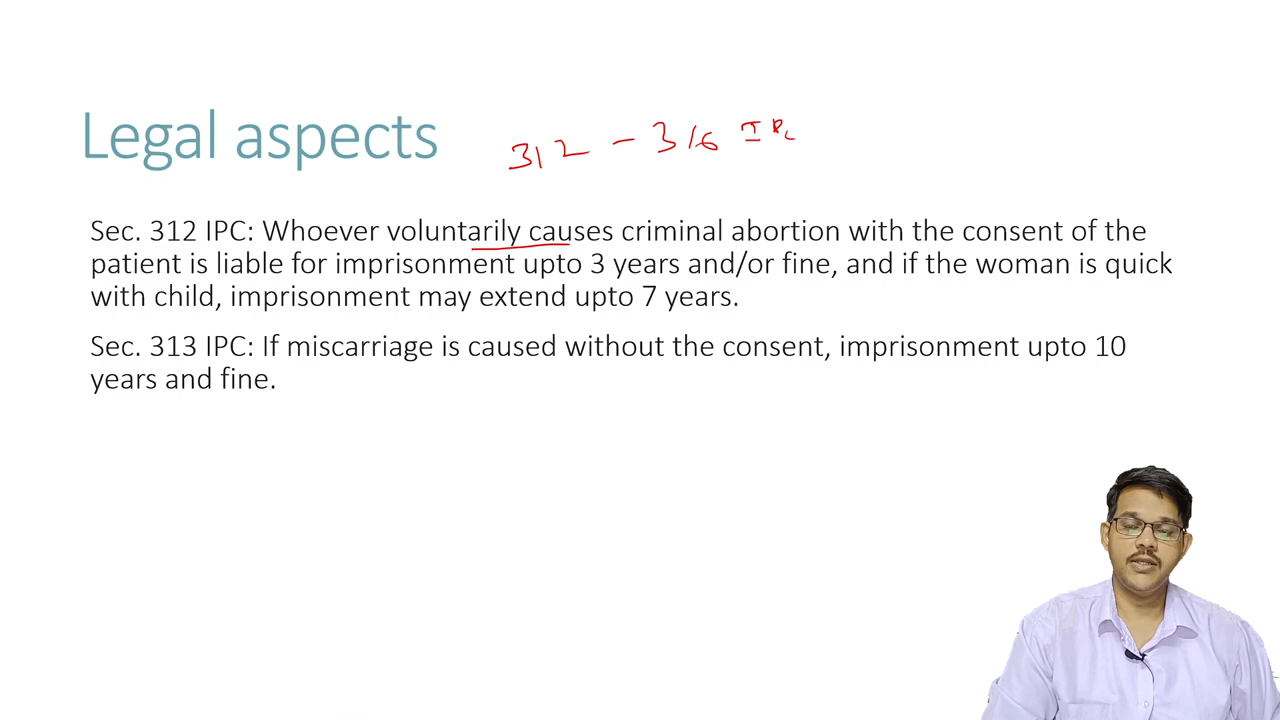 Legal aspects
312 - 316 IPC
Sec. 312 IPC: Whoever voluntarily causes criminal abortion with the consent of the
patient is liable for imprisonment upto 3 years and/or fine, and if the woman is quick
with child, imprisonment may extend upto 7 years.
Sec. 313 IPC: If miscarriage is caused without the consent, imprisonment upto 10
years and fine.